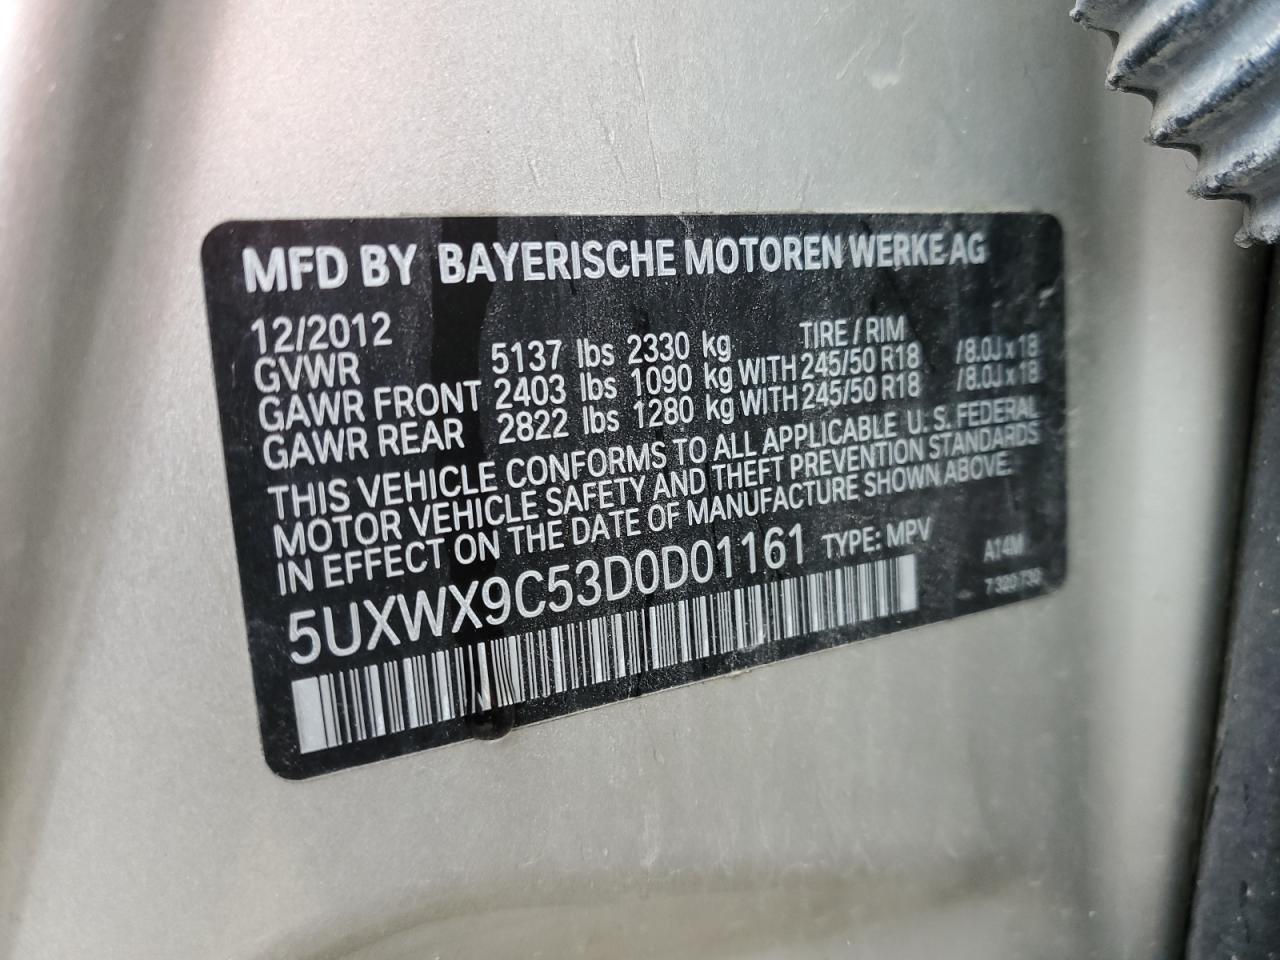 MFD BY BAYERISCHE MOTOREN WERKE AG
12/2012 TIRE / RIM
GVWR 5137 lbs 2330 kg
GAWR FRONT 2403 lbs 1090 kg WITH 245/50 R18 /8.0J x 18
GAWR REAR 2822 lbs 1280 kg WITH 245/50 R18 /8.0J x 18
THIS VEHICLE CONFORMS TO ALL APPLICABLE U. S. FEDERAL
MOTOR VEHICLE SAFETY AND THEFT PREVENTION STANDARDS
IN EFFECT ON THE DATE OF MANUFACTURE SHOWN ABOVE.
5UXWX9C53D0D01161 TYPE: MPV A14M